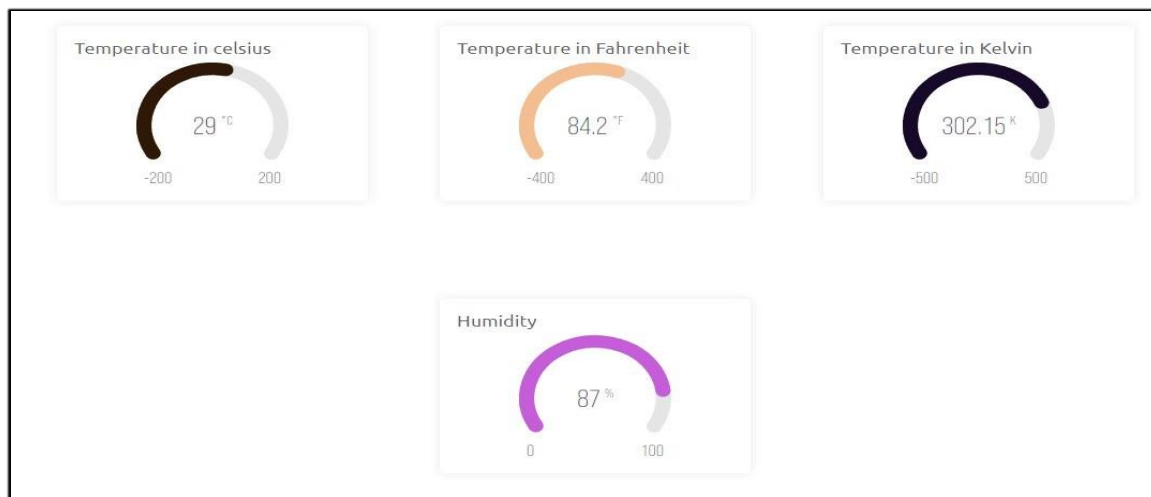 Temperature in celsius
29 °C
-200 200
Temperature in Fahrenheit
84.2 °F
-400 400
Temperature in Kelvin
302.15 K
-500 500
Humidity
87 %
0 100